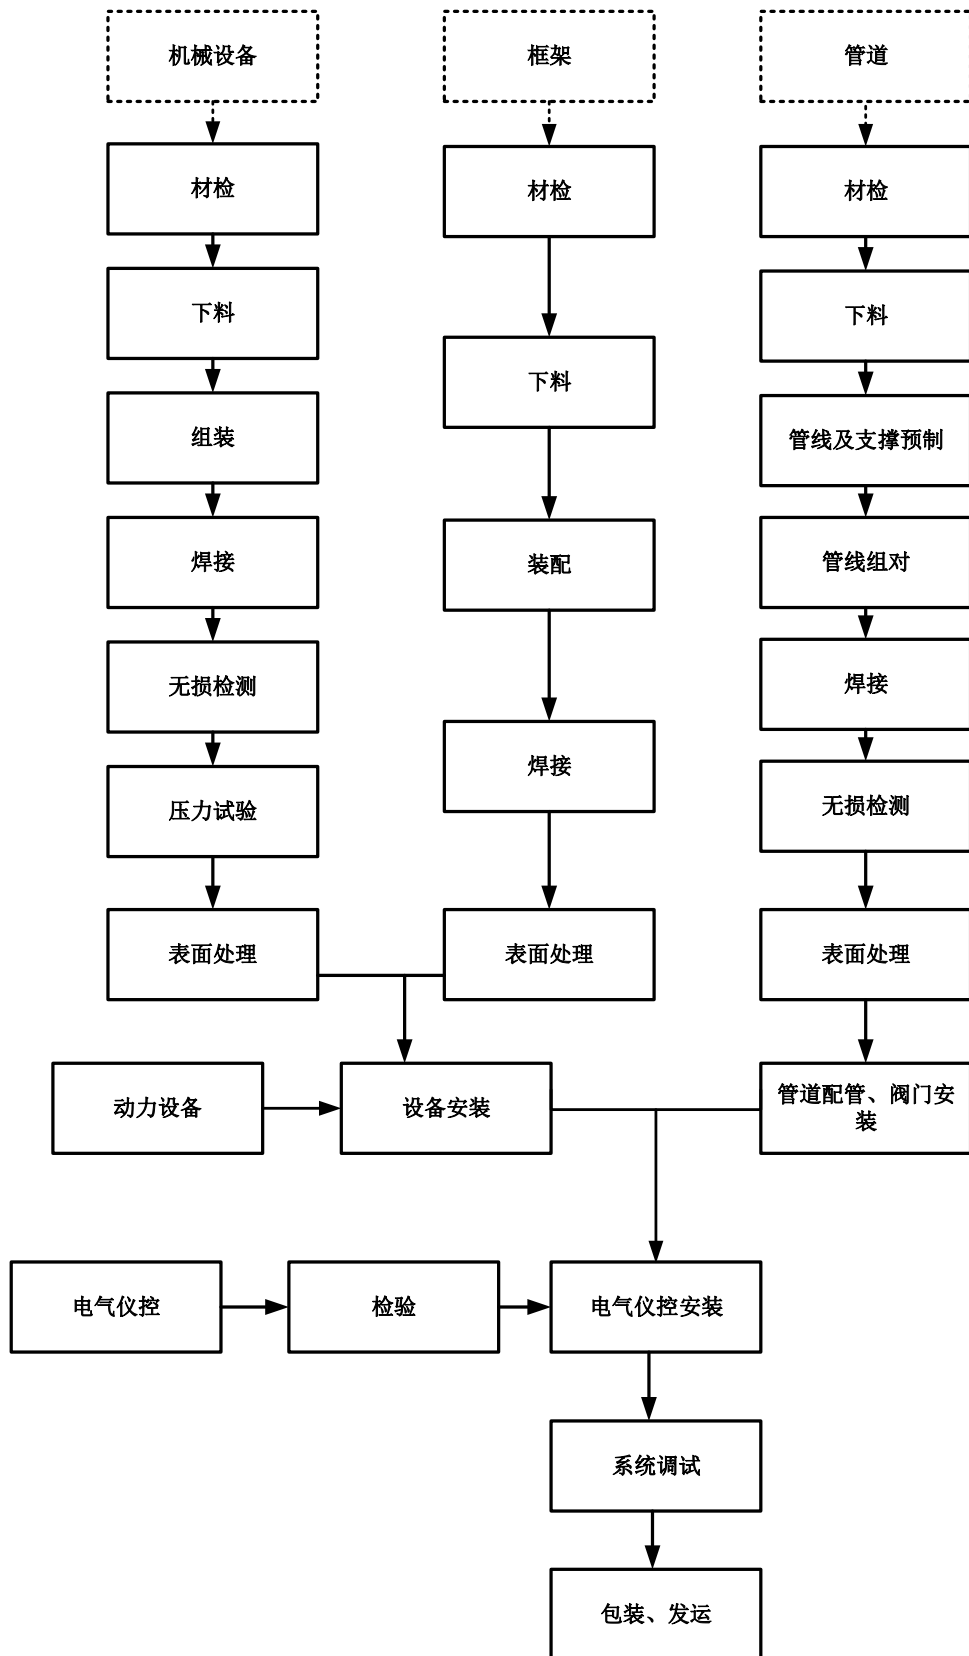 机械设备
框架
管道
材检
材检
材检
下料
下料
下料
组装
管线及支撑预制
焊接
装配
管线组对
无损检测
焊接
焊接
压力试验
无损检测
表面处理
表面处理
表面处理
动力设备
设备安装
管道配管、阀门安
装
电气仪控
检验
电气仪控安装
系统调试
包装、发运